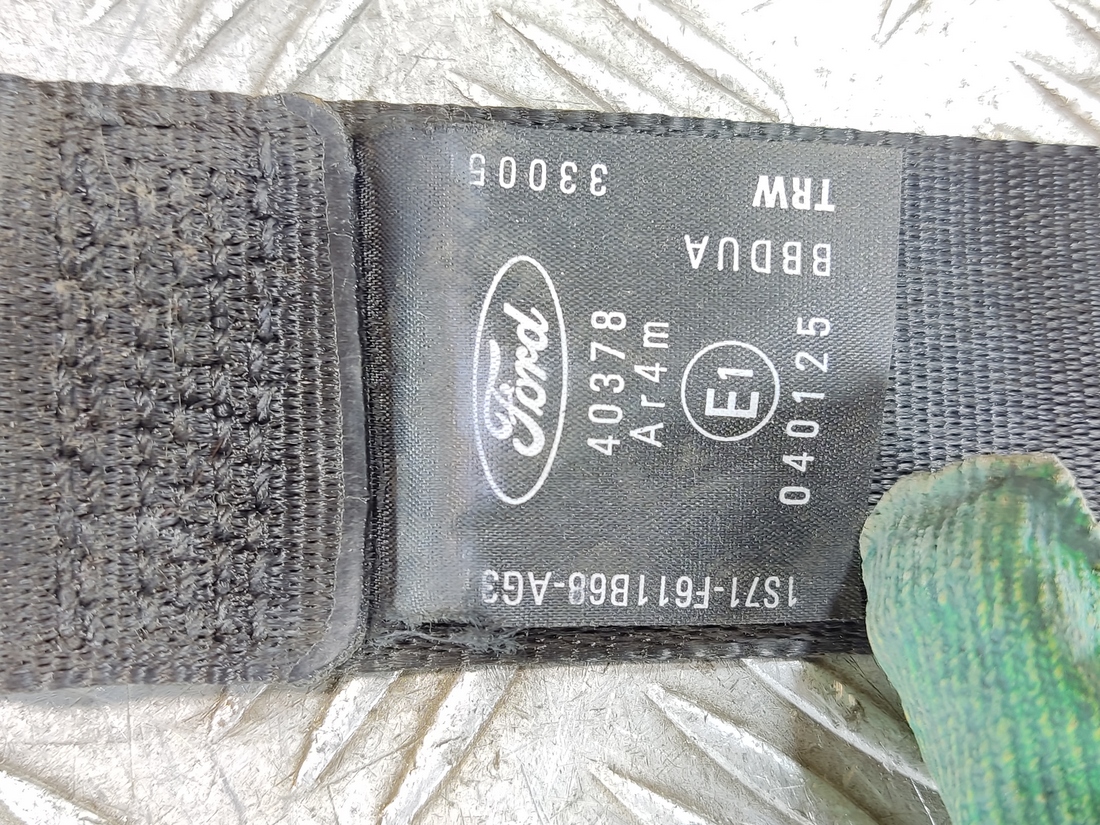 33005
TRW
BBDUA
Ford
40378
Ar4m
E1
040125
1S71-F611B68-AG3